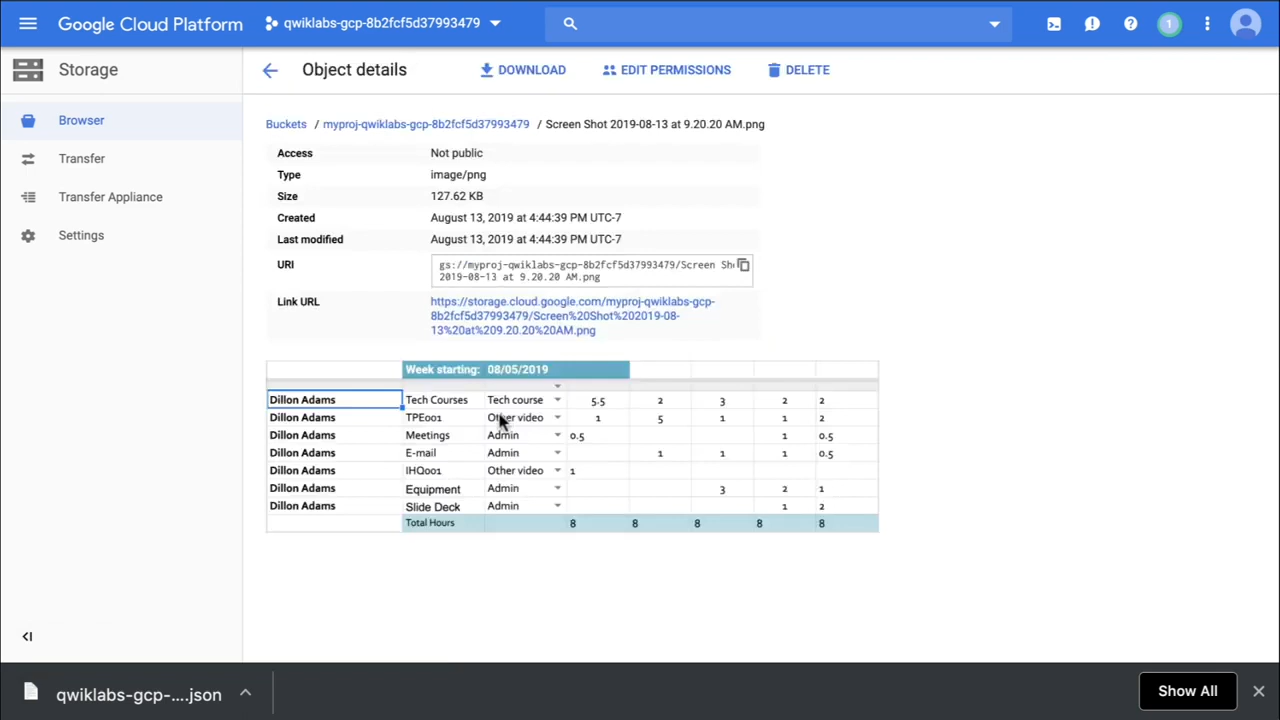 Google Cloud Platform
qwiklabs-gcp-8b2fcf5d37993479
1
Storage
Object details
DOWNLOAD
EDIT PERMISSIONS
DELETE
Browser
Transfer
Transfer Appliance
Settings
Buckets / myproj-qwiklabs-gcp-8b2fcf5d37993479 / Screen Shot 2019-08-13 at 9.20.20 AM.png
Access Not public
Type image/png
Size 127.62 KB
Created August 13, 2019 at 4:44:39 PM UTC-7
Last modified August 13, 2019 at 4:44:39 PM UTC-7
URI gs://myproj-qwiklabs-gcp-8b2fcf5d37993479/Screen Sh
2019-08-13 at 9.20.20 AM.png
Link URL https://storage.cloud.google.com/myproj-qwiklabs-gcp-
8b2fcf5d37993479/Screen%20Shot%202019-08-
13%20at%209.20.20%20AM.png
Week starting: 08/05/2019
Dillon Adams Tech Courses Tech course 5.5 2 3 2 2
Dillon Adams TPE001 Other video 1 5 1 1 2
Dillon Adams Meetings Admin 0.5 1 0.5
Dillon Adams E-mail Admin 1 1 1 0.5
Dillon Adams IHQ001 Other video 1
Dillon Adams Equipment Admin 3 2 1
Dillon Adams Slide Deck Admin 1 2
Total Hours 8 8 8 8 8
qwiklabs-gcp-....json
Show All